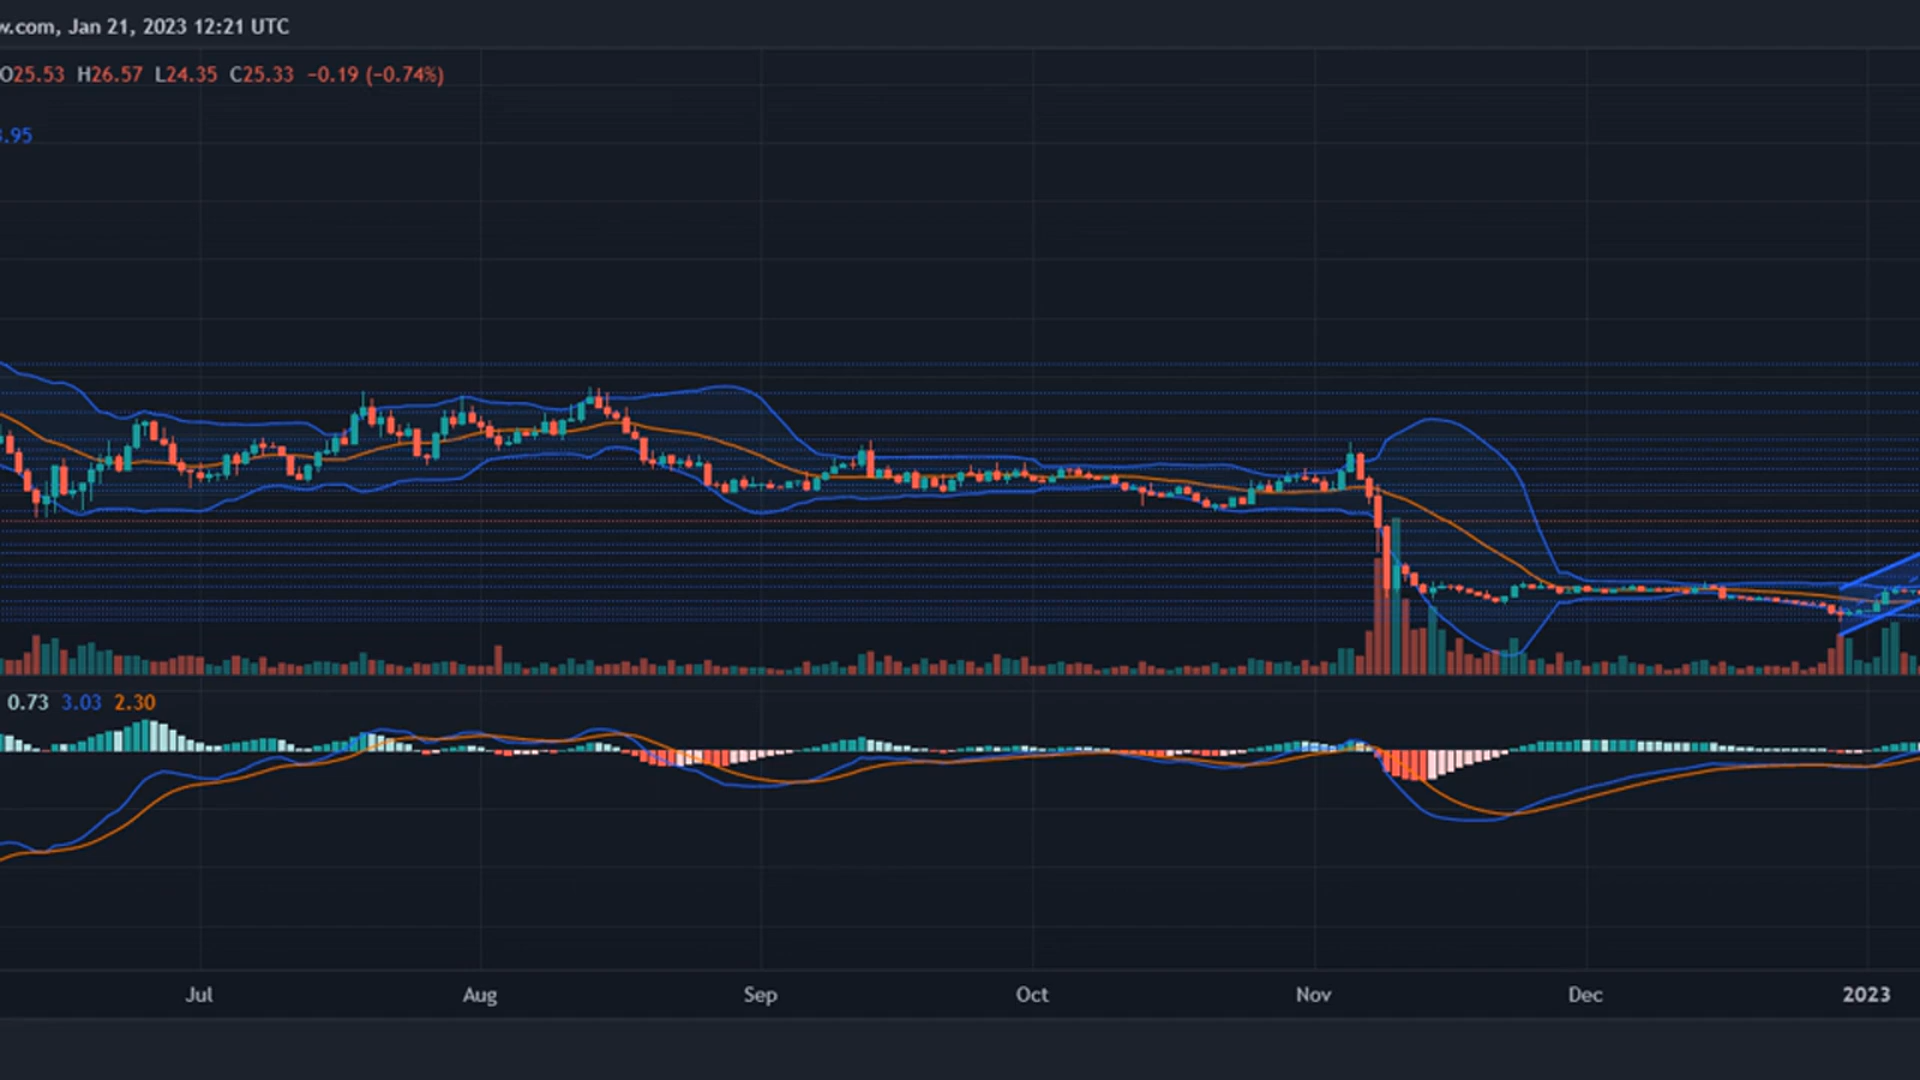 w.com, Jan 21, 2023 12:21 UTC
O25.53 H26.57 L24.35 C25.33 −0.19 (−0.74%)
.95
0.73 3.03 2.30
Jul Aug Sep Oct Nov Dec 2023